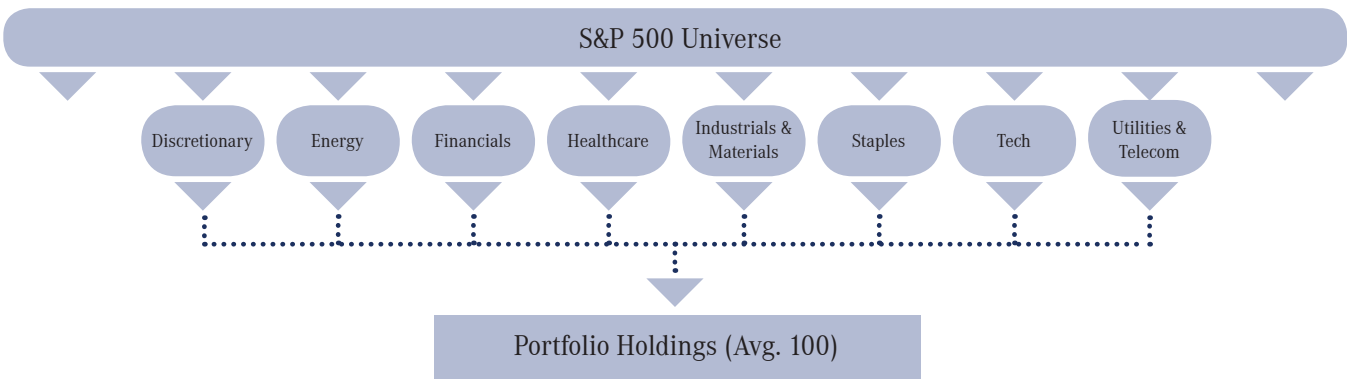 S&P 500 Universe
Discretionary
Energy
Financials
Healthcare
Industrials &
Materials
Staples
Tech
Utilities &
Telecom
Portfolio Holdings (Avg. 100)